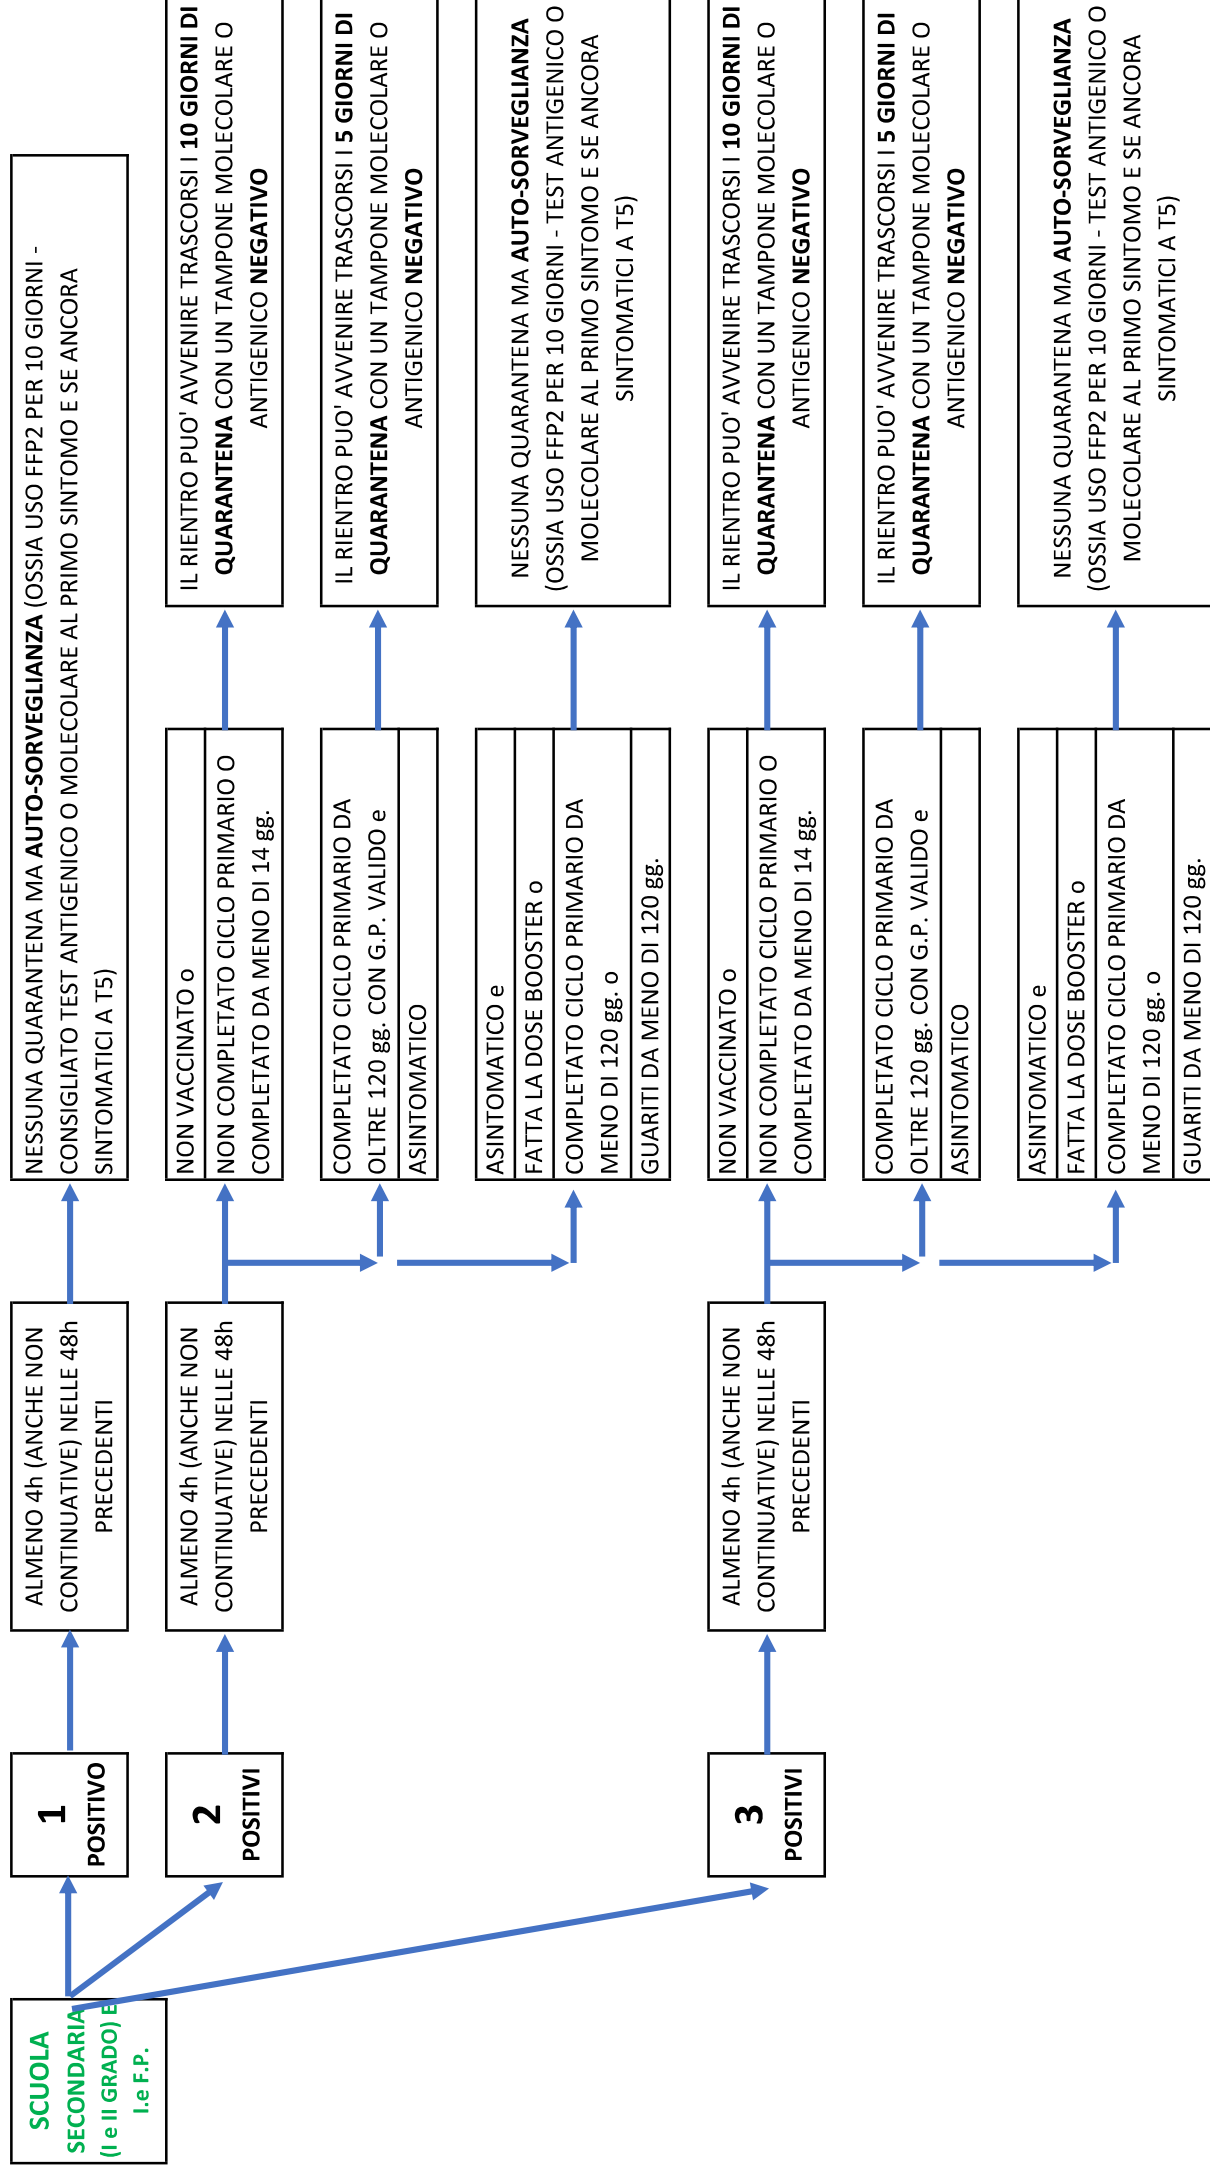 SCUOLA
SECONDARIA
(I e II GRADO) E
I.e F.P.
1
POSITIVO
ALMENO 4h (ANCHE NON
CONTINUATIVE) NELLE 48h
PRECEDENTI
NESSUNA QUARANTENA MA AUTO-SORVEGLIANZA (OSSIA USO FFP2 PER 10 GIORNI -
CONSIGLIATO TEST ANTIGENICO O MOLECOLARE AL PRIMO SINTOMO E SE ANCORA
SINTOMATICI A T5)
2
POSITIVI
ALMENO 4h (ANCHE NON
CONTINUATIVE) NELLE 48h
PRECEDENTI
NON VACCINATO o
NON COMPLETATO CICLO PRIMARIO O
COMPLETATO DA MENO DI 14 gg.
IL RIENTRO PUO' AVVENIRE TRASCORSI I 10 GIORNI DI
QUARANTENA CON UN TAMPONE MOLECOLARE O
ANTIGENICO NEGATIVO
COMPLETATO CICLO PRIMARIO DA
OLTRE 120 gg. CON G.P. VALIDO e
ASINTOMATICO
IL RIENTRO PUO' AVVENIRE TRASCORSI I 5 GIORNI DI
QUARANTENA CON UN TAMPONE MOLECOLARE O
ANTIGENICO NEGATIVO
ASINTOMATICO e
FATTA LA DOSE BOOSTER o
COMPLETATO CICLO PRIMARIO DA
MENO DI 120 gg. o
GUARITI DA MENO DI 120 gg.
NESSUNA QUARANTENA MA AUTO-SORVEGLIANZA
(OSSIA USO FFP2 PER 10 GIORNI - TEST ANTIGENICO O
MOLECOLARE AL PRIMO SINTOMO E SE ANCORA
SINTOMATICI A T5)
3
POSITIVI
ALMENO 4h (ANCHE NON
CONTINUATIVE) NELLE 48h
PRECEDENTI
NON VACCINATO o
NON COMPLETATO CICLO PRIMARIO O
COMPLETATO DA MENO DI 14 gg.
IL RIENTRO PUO' AVVENIRE TRASCORSI I 10 GIORNI DI
QUARANTENA CON UN TAMPONE MOLECOLARE O
ANTIGENICO NEGATIVO
COMPLETATO CICLO PRIMARIO DA
OLTRE 120 gg. CON G.P. VALIDO e
ASINTOMATICO
IL RIENTRO PUO' AVVENIRE TRASCORSI I 5 GIORNI DI
QUARANTENA CON UN TAMPONE MOLECOLARE O
ANTIGENICO NEGATIVO
ASINTOMATICO e
FATTA LA DOSE BOOSTER o
COMPLETATO CICLO PRIMARIO DA
MENO DI 120 gg. o
GUARITI DA MENO DI 120 gg.
NESSUNA QUARANTENA MA AUTO-SORVEGLIANZA
(OSSIA USO FFP2 PER 10 GIORNI - TEST ANTIGENICO O
MOLECOLARE AL PRIMO SINTOMO E SE ANCORA
SINTOMATICI A T5)